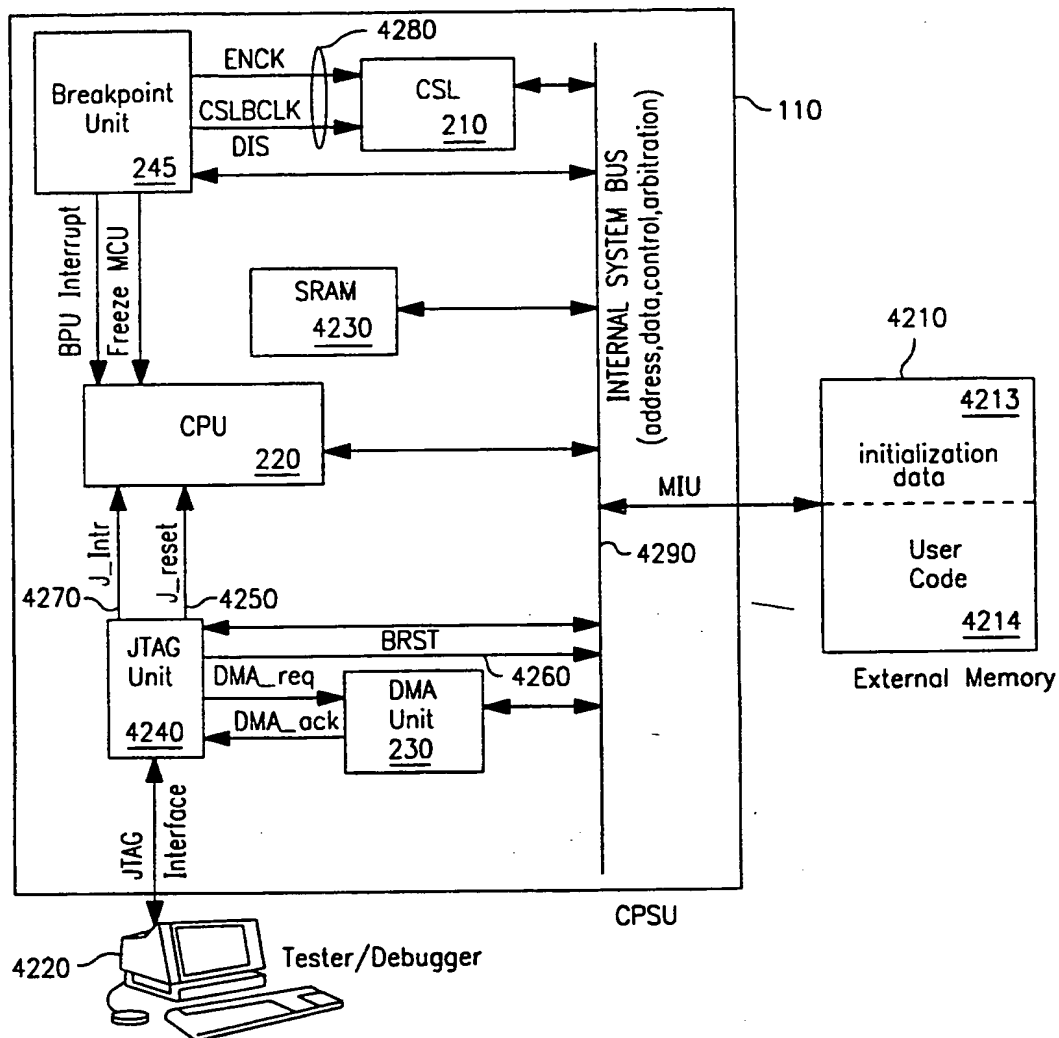 4280
ENCK
CSL
210
Breakpoint
Unit
245
CSLBCLK
DIS
110
INTERNAL SYSTEM BUS
(address,data,control,arbitration)
BPU Interrupt
Freeze MCU
SRAM
4230
4210
4213
initialization
data
User
Code
4214
External Memory
CPU
220
MIU
4290
J_Intr
J_reset
4270
4250
JTAG
Unit
4240
BRST
4260
DMA_req
DMA_ack
DMA
Unit
230
JTAG
Interface
CPSU
4220
Tester/Debugger